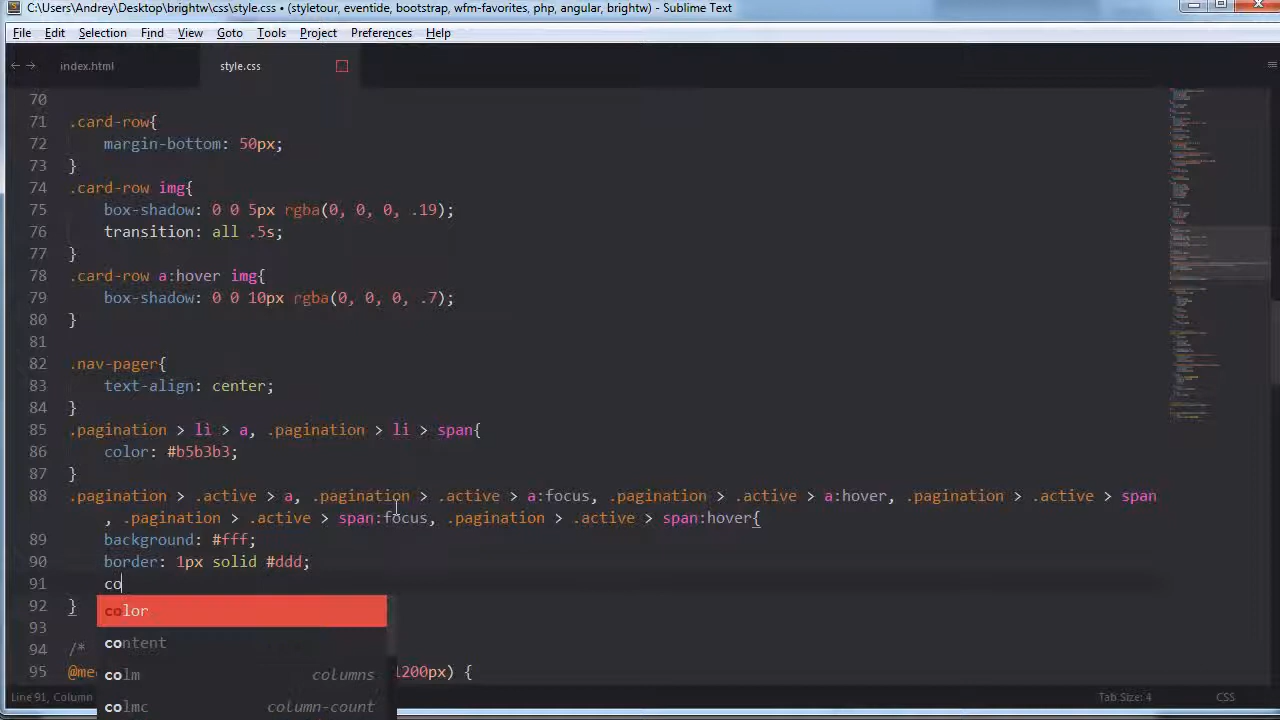 C:\Users\Andrey\Desktop\brightw\css\style.css • (styletour, eventide, bootstrap, wfm-favorites, php, angular, brightw) - Sublime Text
File Edit Selection Find View Goto Tools Project Preferences Help
index.html style.css
70
71 .card-row{
72 margin-bottom: 50px;
73 }
74 .card-row img{
75 box-shadow: 0 0 5px rgba(0, 0, 0, .19);
76 transition: all .5s;
77 }
78 .card-row a:hover img{
79 box-shadow: 0 0 10px rgba(0, 0, 0, .7);
80 }
81
82 .nav-pager{
83 text-align: center;
84 }
85 .pagination > li > a, .pagination > li > span{
86 color: #b5b3b3;
87 }
88 .pagination > .active > a, .pagination > .active > a:focus, .pagination > .active > a:hover, .pagination > .active > span
, .pagination > .active > span:focus, .pagination > .active > span:hover{
89 background: #fff;
90 border: 1px solid #ddd;
91 co
92 }
color
93
content
94 /*
colm columns
95 @me 1200px) {
colmc column-count
Line 91, Column Tab Size: 4 CSS